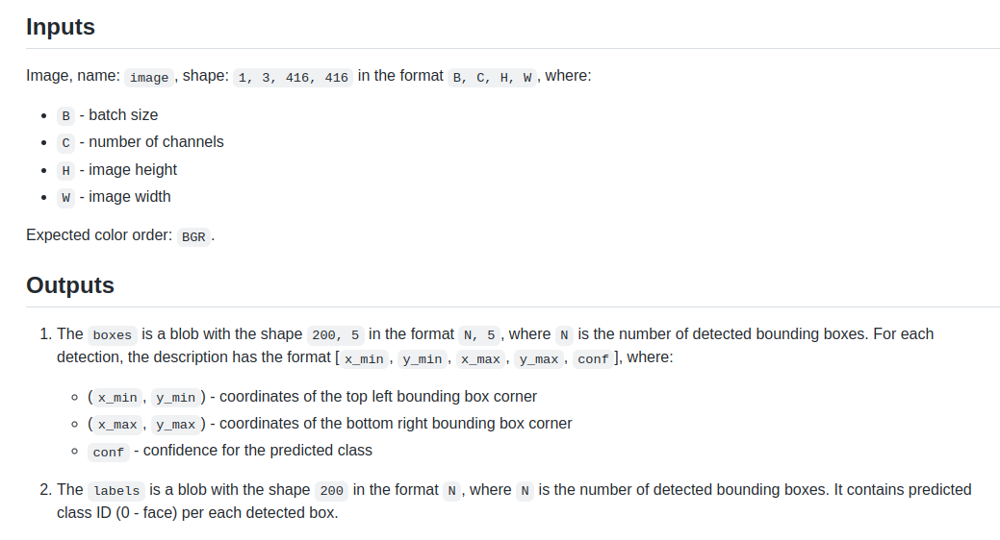 Inputs
Image, name: image, shape: 1, 3, 416, 416 in the format B, C, H, W, where:
• B - batch size
• C - number of channels
• H - image height
• W - image width
Expected color order: BGR.
Outputs
1. The boxes is a blob with the shape 200, 5 in the format N, 5, where N is the number of detected bounding boxes. For each
detection, the description has the format [x_min, y_min, x_max, y_max, conf], where:
◦ (x_min, y_min) - coordinates of the top left bounding box corner
◦ (x_max, y_max) - coordinates of the bottom right bounding box corner
◦ conf - confidence for the predicted class
2. The labels is a blob with the shape 200 in the format N, where N is the number of detected bounding boxes. It contains predicted
class ID (0 - face) per each detected box.